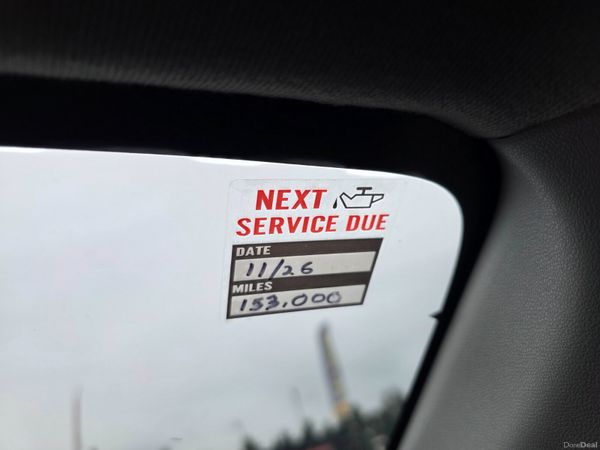 NEXT
SERVICE DUE
DATE
11/26
MILES
153,000
DoneDeal